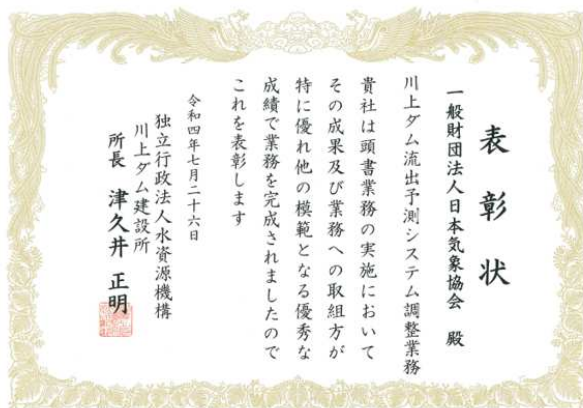 表彰状
一般財団法人日本気象協会 殿
川上ダム流出予測システム調整業務
貴社は頭書業務の実施において
その成果及び業務への取組方が
特に優れ他の模範となる優秀な
成績で業務を完成されましたので
これを表彰します
令和四年七月二十六日
独立行政法人水資源機構
川上ダム建設所
所長 津久井 正明